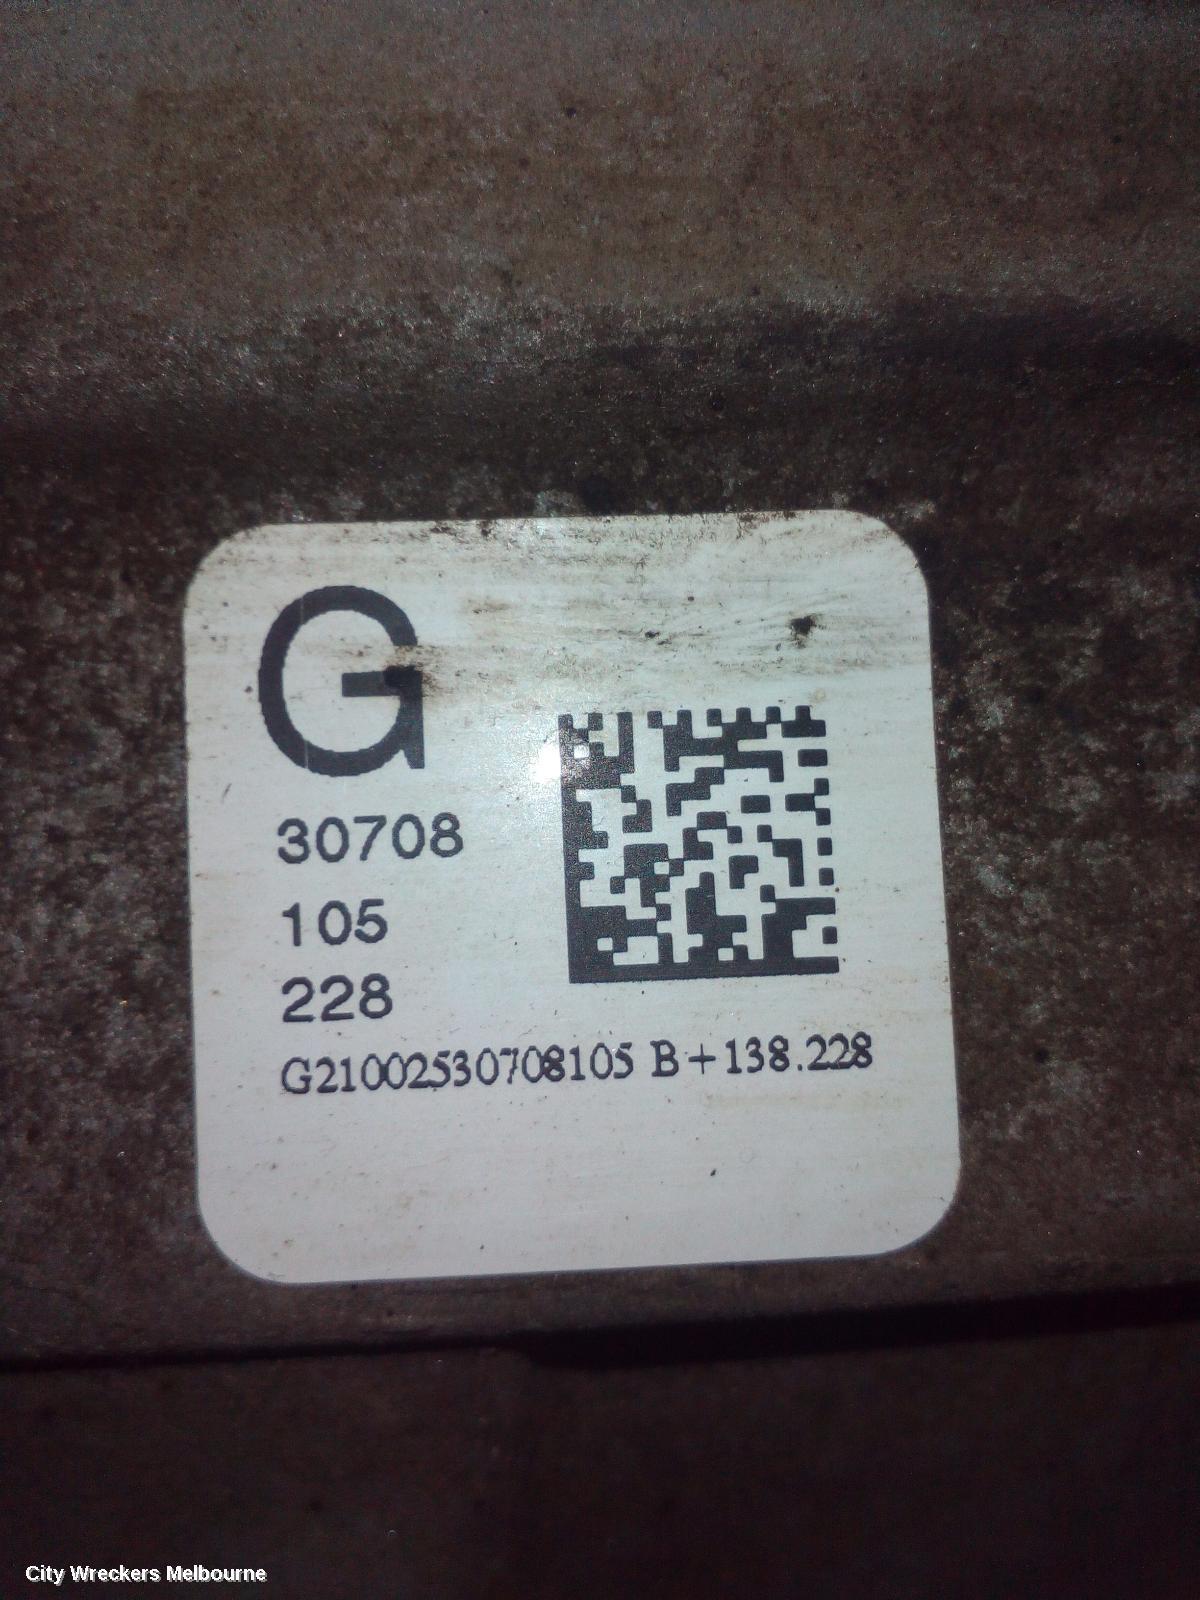 G
30708
105
228
G21002530708105 B+138.228
City Wreckers Melbourne